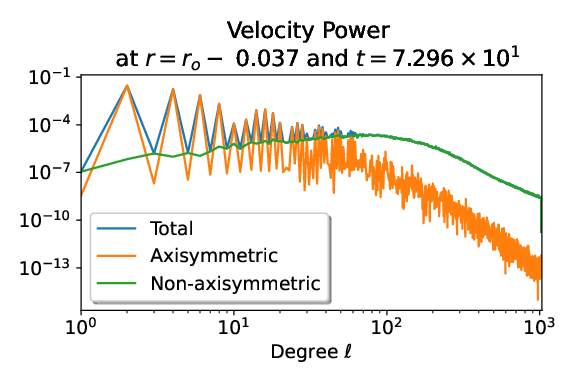 Velocity Power
at r = r_o − 0.037 and t = 7.296 × 10^1
10^−1
10^−4
10^−7
10^−10
10^−13
Total
Axisymmetric
Non-axisymmetric
10^0 10^1 10^2 10^3
Degree ℓ